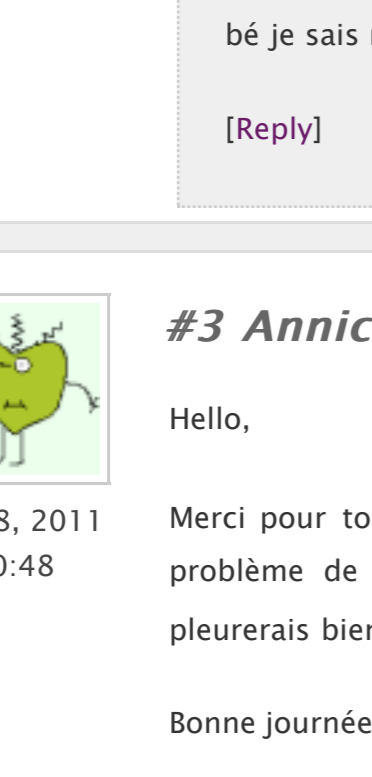 bé je sais
[Reply]
#3 Annic
8, 2011
0:48
Hello,
Merci pour to
problème de
pleurerais bier
Bonne journée